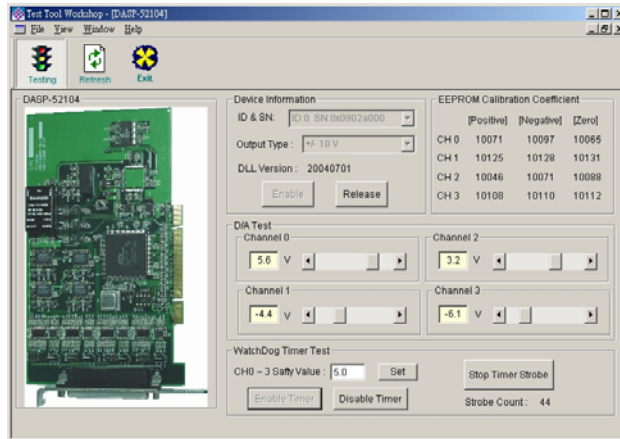 Test Tool Workshop - [DASP-52104]
File View Window Help
Testing Refresh Exit
DASP-52104
Device Information
ID & SN: ID:0 SN:0x0902a000
Output Type : +/- 10 V
DLL Version : 20040701
Enable Release
EEPROM Calibration Coefficient
[Positive] [Negative] [Zero]
CH 0 10071 10097 10065
CH 1 10125 10128 10131
CH 2 10046 10071 10088
CH 3 10108 10110 10112
D/A Test
Channel 0
5.6 V
Channel 2
3.2 V
Channel 1
-4.4 V
Channel 3
-6.1 V
WatchDog Timer Test
CH0 ~ 3 Safty Value : 5.0 Set
Enable Timer Disable Timer
Stop Timer Strobe
Strobe Count : 44